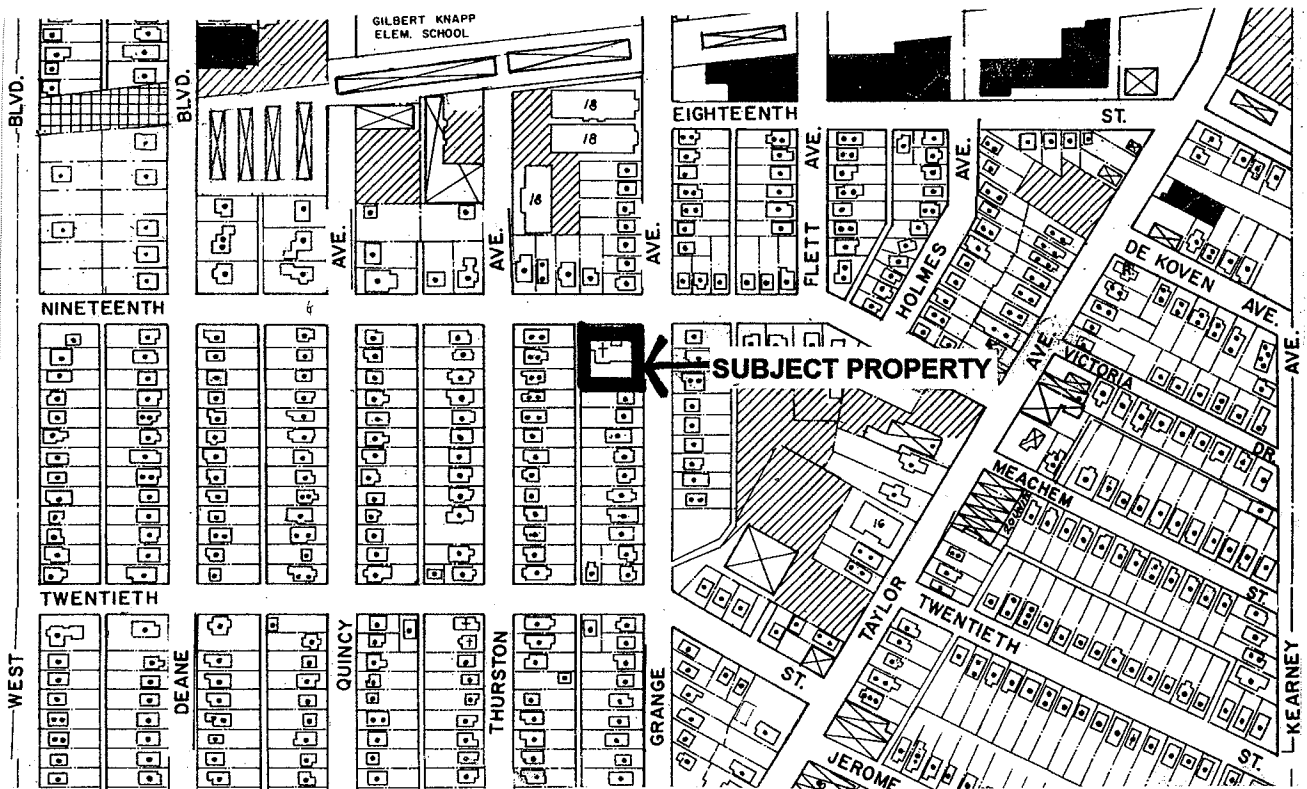 GILBERT KNAPP
ELEM. SCHOOL
BLVD.
BLVD.
18
18
18
EIGHTEENTH
ST.
AVE.
AVE.
AVE.
AVE.
AVE.
FLETT
HOLMES
DE KOVEN AVE.
NINETEENTH
SUBJECT PROPERTY
AVE.
VICTORIA
DR.
AVE.
MEACHEM
ST.
16
TWENTIETH
TAYLOR
TWENTIETH
ST.
ST.
WEST
DEANE
QUINCY
THURSTON
GRANGE
KEARNEY
JEROME